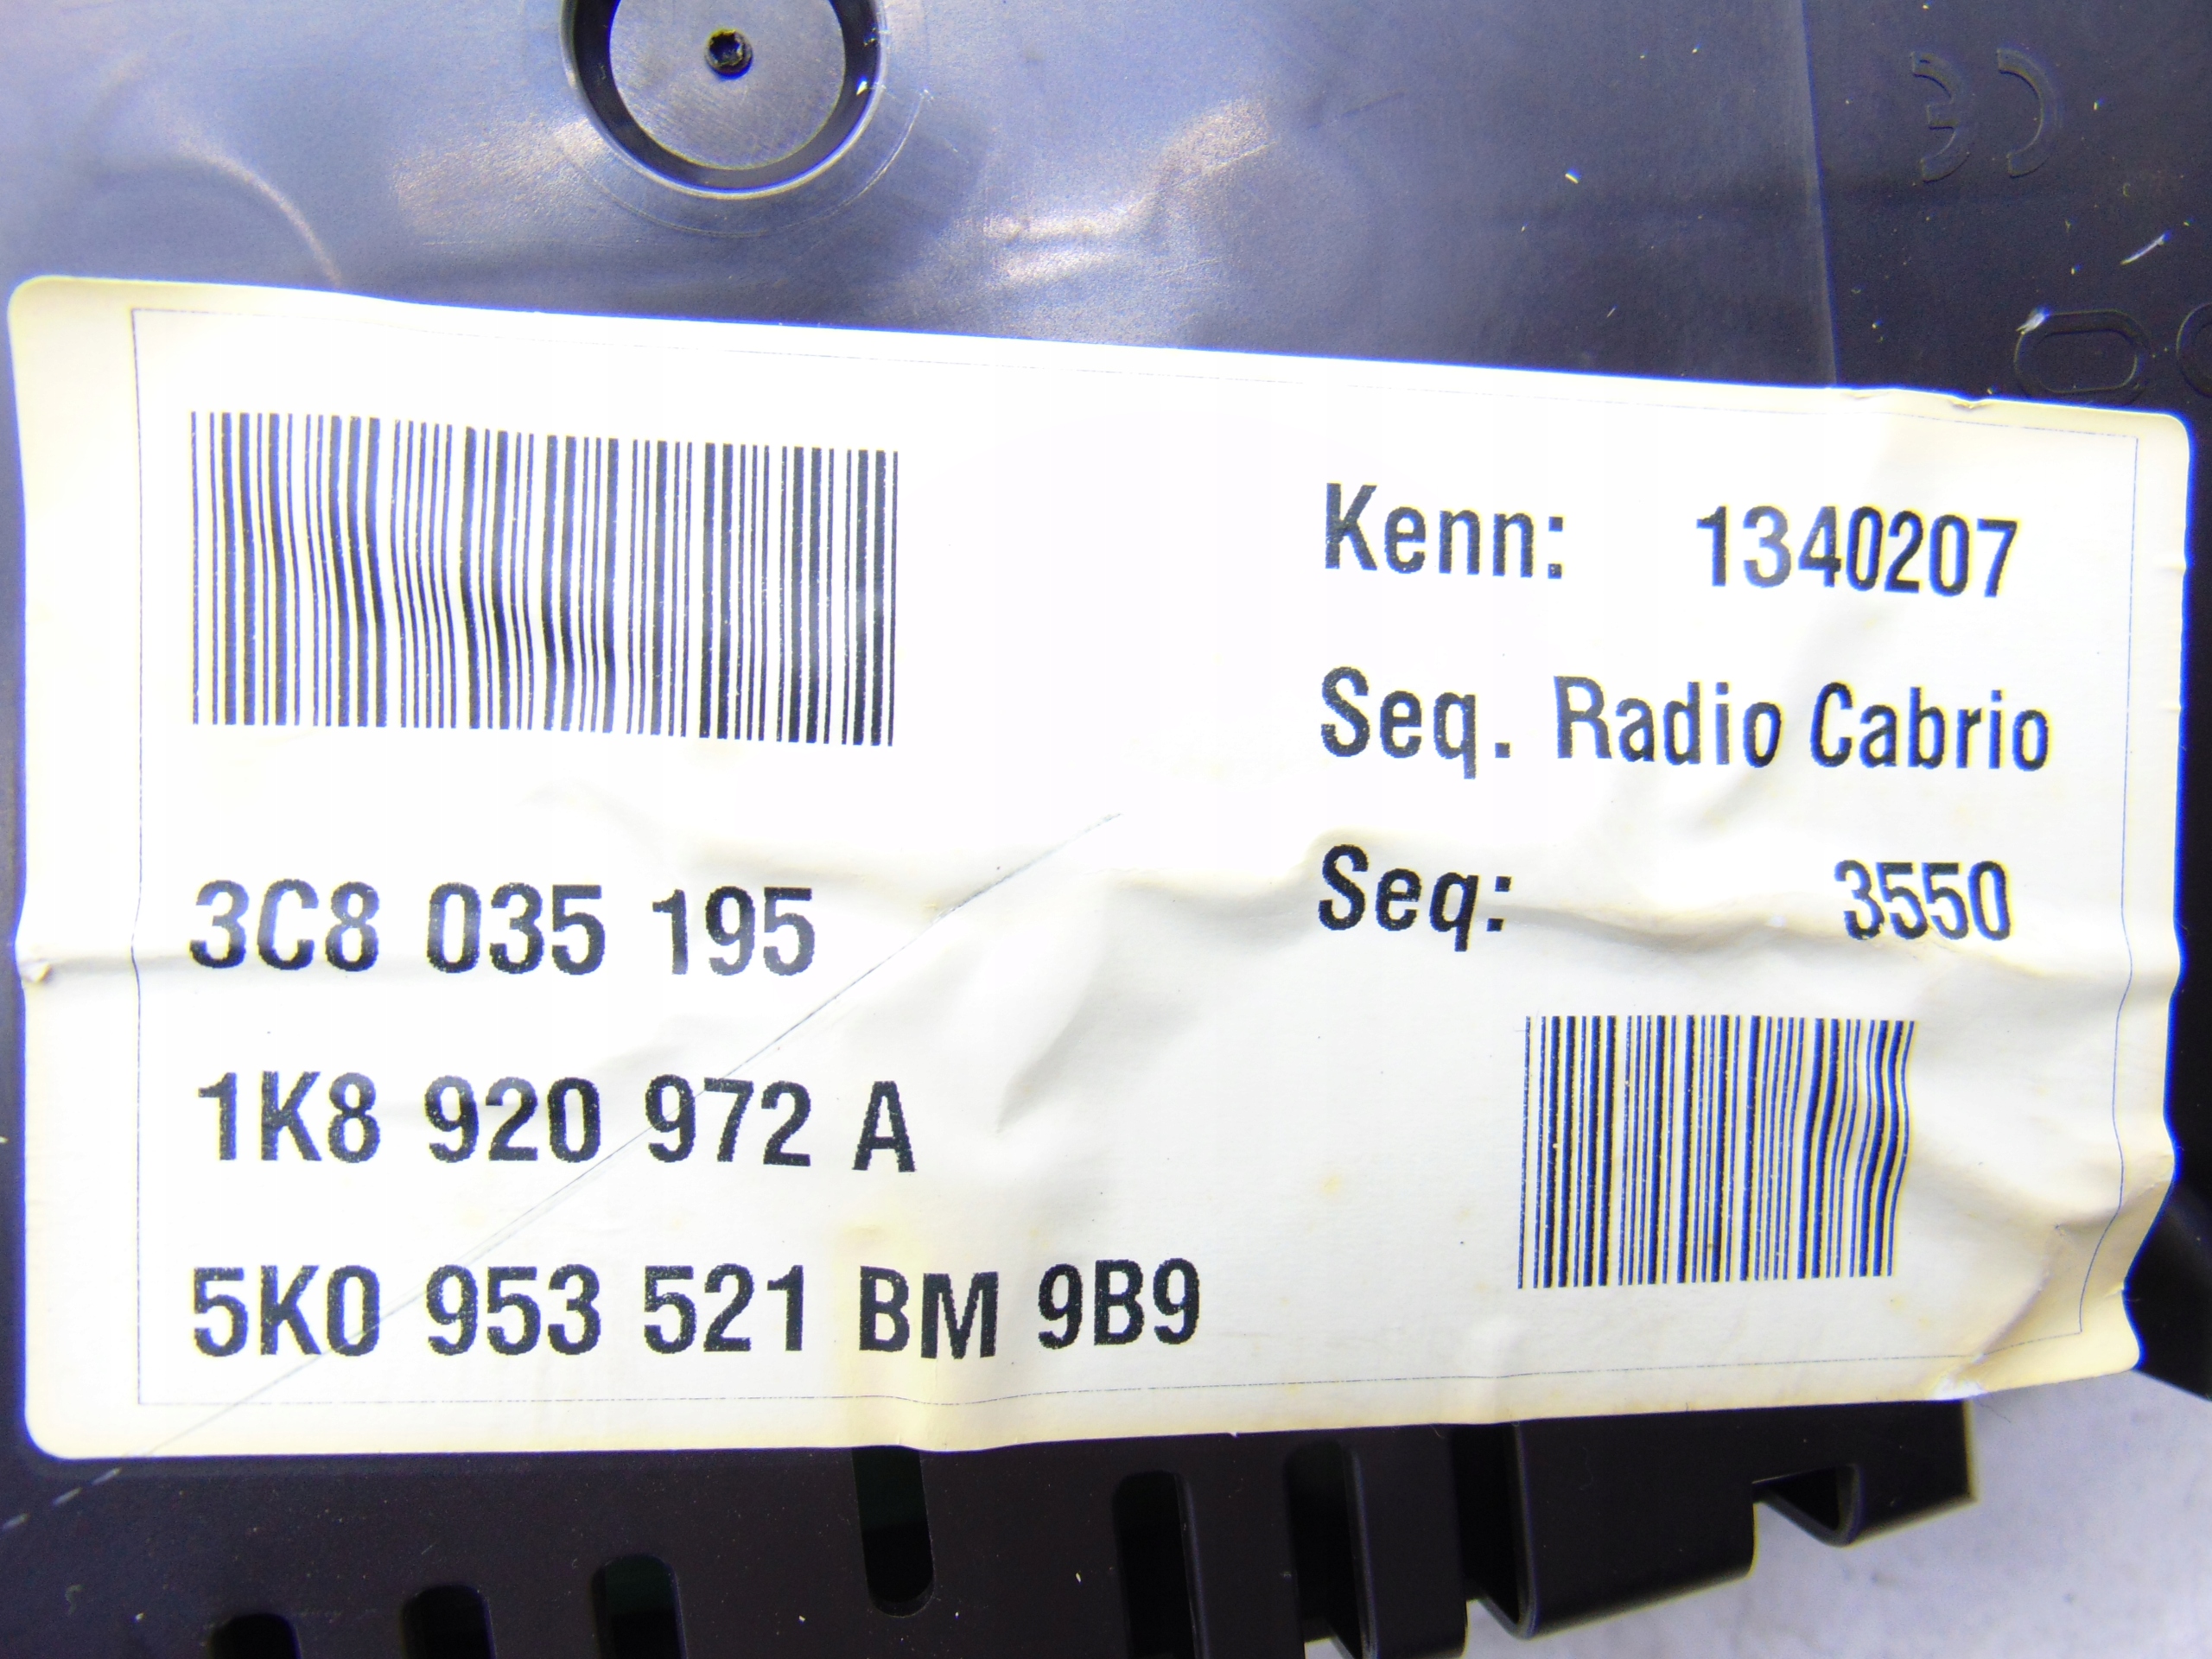 Kenn: 1340207
Seq. Radio Cabrio
Seq: 3550
3C8 035 195
1K8 920 972 A
5K0 953 521 BM 9B9